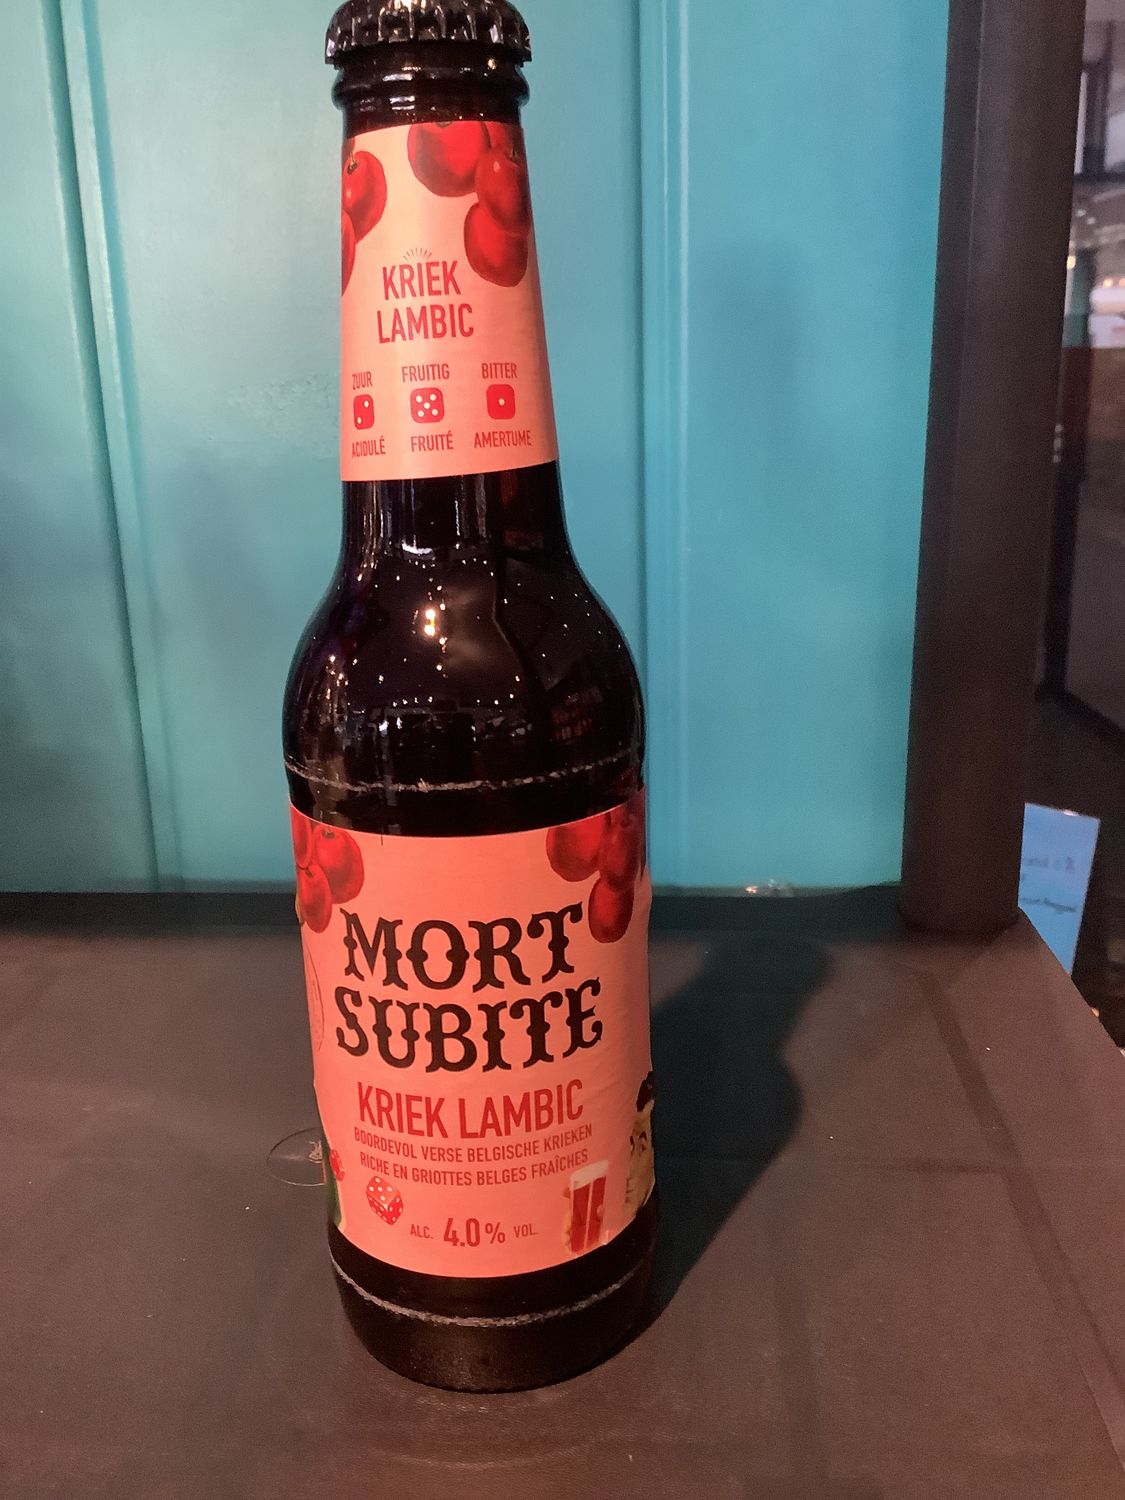 KRIEK
LAMBIC
ZUUR FRUITIG BITTER
ACIDULÉ FRUITÉ AMERTUME
MORT
SUBITE
KRIEK LAMBIC
BOORDEVOL VERSE BELGISCHE KRIEKEN
RICHE EN GRIOTTES BELGES FRAÎCHES
ALC. 4.0% VOL.